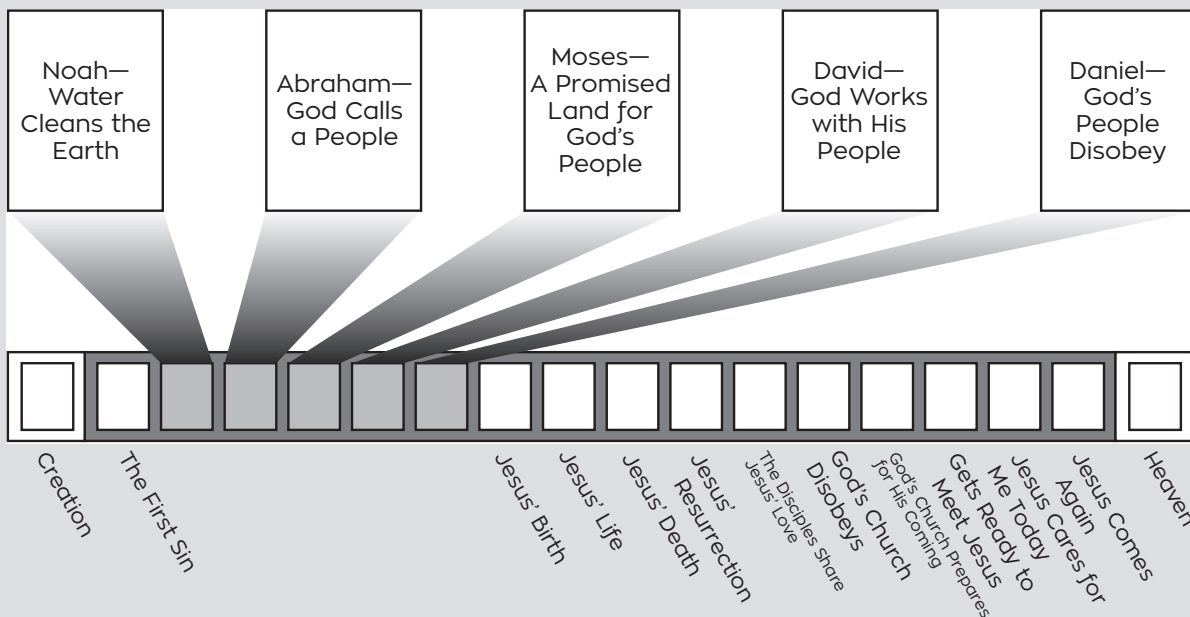 Noah—
Water
Cleans the
Earth
Abraham—
God Calls
a People
Moses—
A Promised
Land for
God's
People
David—
God Works
with His
People
Daniel—
God's
People
Disobey
Creation
The First Sin
Jesus' Birth
Jesus' Life
Jesus' Death
Jesus'
Resurrection
The Disciples Share
Jesus' Love
God's Church
Disobeys
God's Church Prepares
for His Coming
Gets Ready to
Meet Jesus
Jesus Cares for
Me Today
Jesus Comes
Again
Heaven